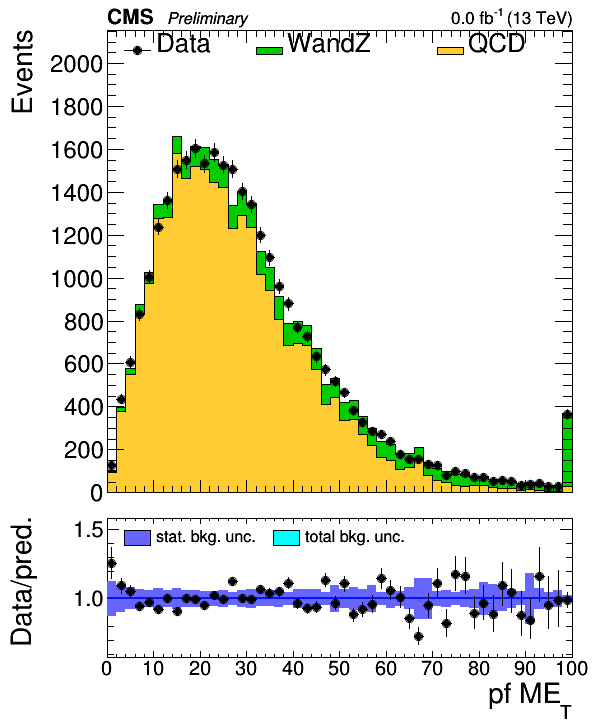 CMS Preliminary 0.0 fb-1 (13 TeV)
Data WandZ QCD
Events
2000
1800
1600
1400
1200
1000
800
600
400
200
0
stat. bkg. unc. total bkg. unc.
Data/pred.
1.5
1.0
0 10 20 30 40 50 60 70 80 90 100
pf MET